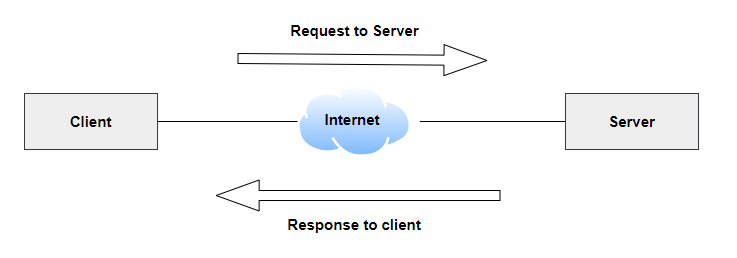 Request to Server
Client
Internet
Server
Response to client